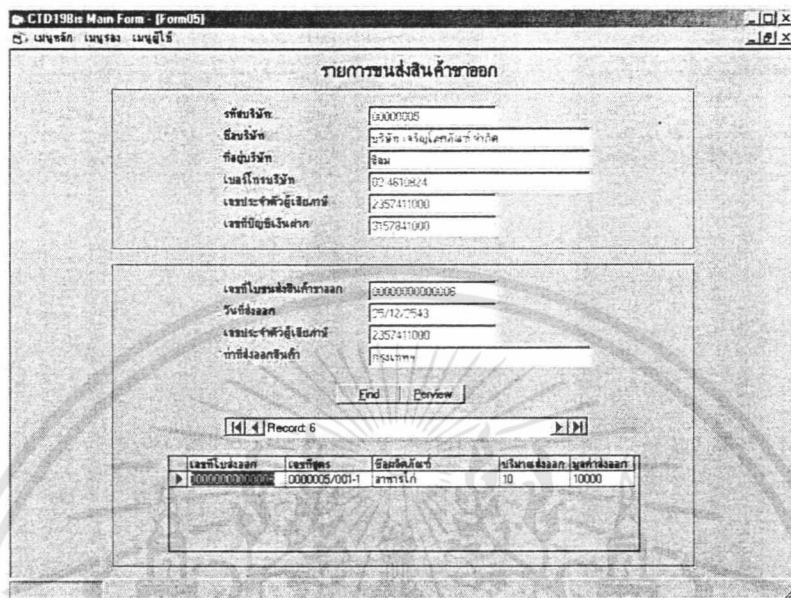 CTD19Bis Main Form - [Form05]
เมนูหลัก เมนูรอง เมนูผู้ใช้
รายการขนส่งสินค้าขาออก
รหัสบริษัท 00000005
ชื่อบริษัท บริษัท เจริญโภคภัณฑ์ จำกัด
ที่อยู่บริษัท สีลม
เบอร์โทรบริษัท 02-4610824
เลขประจำตัวผู้เสียภาษี 2357411000
เลขที่บัญชีเงินฝาก 3157841000
เลขที่ใบขนส่งสินค้าขาออก 0000000000006
วันที่ส่งออก 25/12/2543
เลขประจำตัวผู้เสียภาษี 2357411000
ท่าที่ส่งออกสินค้า กรุงเทพฯ
Find Perview
Record: 6
เลขที่ใบส่งออก เลขที่สูตร ชื่อผลิตภัณฑ์ ปริมาณส่งออก มูลค่าส่งออก
0000005/001-1 อาหารไก่ 10 10000